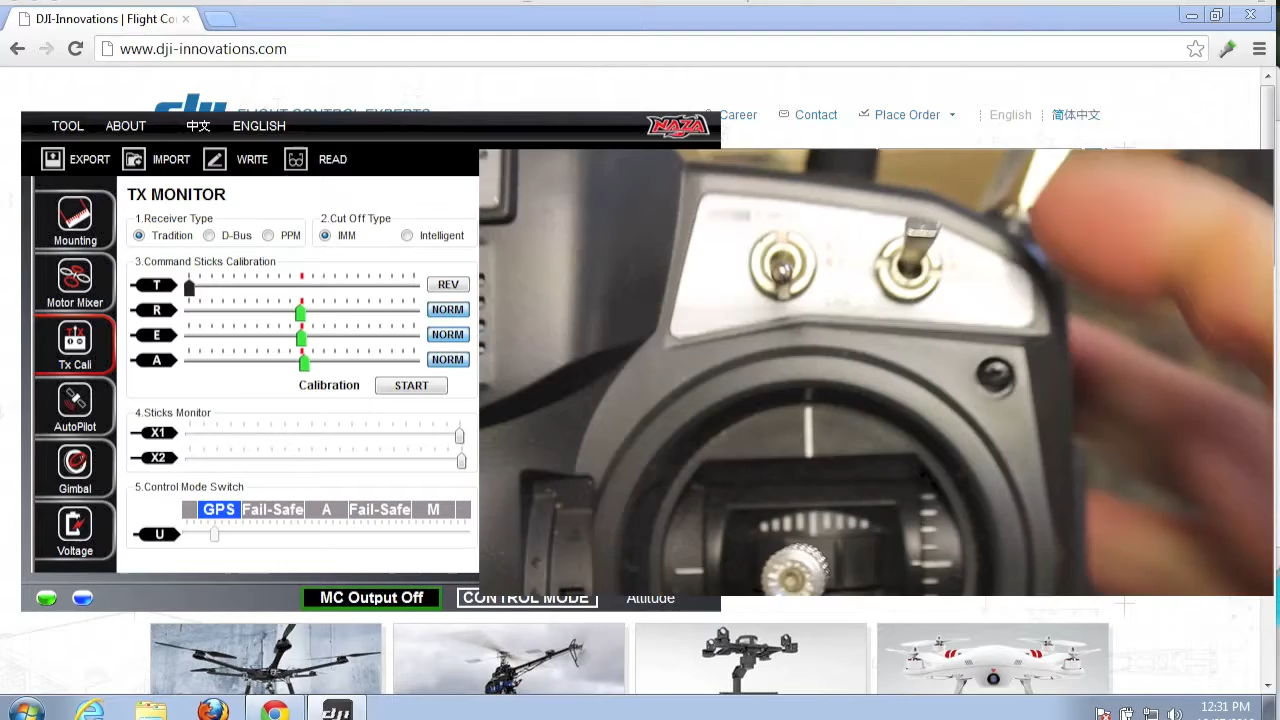 DJI-Innovations | Flight Co
www.dji-innovations.com
Career
Contact
Place Order
English
简体中文
TOOL ABOUT 中文 ENGLISH
NAZA
EXPORT IMPORT WRITE READ
Mounting
Motor Mixer
Tx Cali
AutoPilot
Gimbal
Voltage
TX MONITOR
1.Receiver Type
Tradition D-Bus PPM
2.Cut Off Type
IMM Intelligent
3.Command Sticks Calibration
T REV
R NORM
E NORM
A NORM
Calibration START
4.Sticks Monitor
X1
X2
5.Control Mode Switch
GPS Fail-Safe A Fail-Safe M
U
MC Output Off CONTROL MODE Attitude
dji
12:31 PM